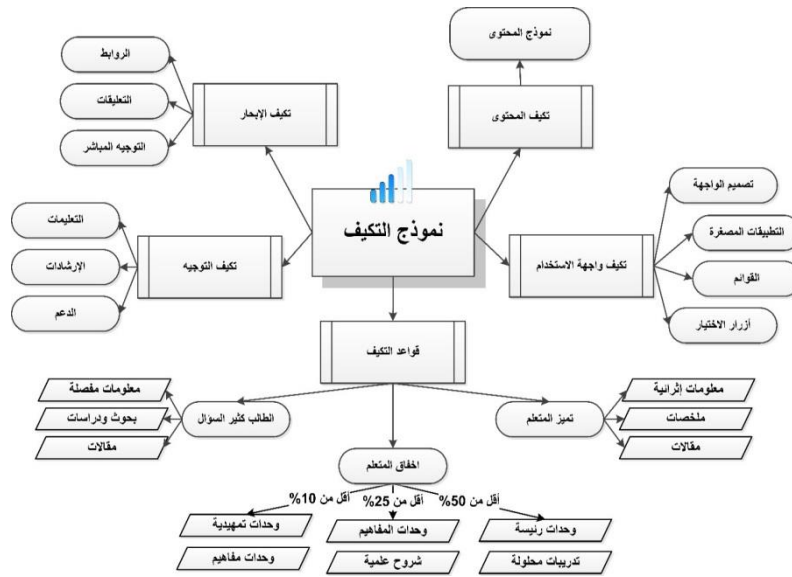 نموذج المحتوى
الروابط
تكيف الإبحار
تكيف المحتوى
التعليقات
التوجيه المباشر
تصميم الواجهة
نموذج التكيف
التعليمات
التطبيقات المصغرة
تكيف واجهة الاستخدام
تكيف التوجيه
الإرشادات
القوائم
الدعم
أزرار الاختيار
قواعد التكيف
معلومات إثرائية
معلومات مفصلة
تميز المتعلم
الطالب كثير السؤال
ملخصات
بحوث ودراسات
مقالات
مقالات
اخفاق المتعلم
أقل من 50%
أقل من 25%
أقل من 10%
وحدات رئيسة
وحدات المفاهيم
وحدات تمهيدية
تدريبات محلولة
شروح علمية
وحدات مفاهيم